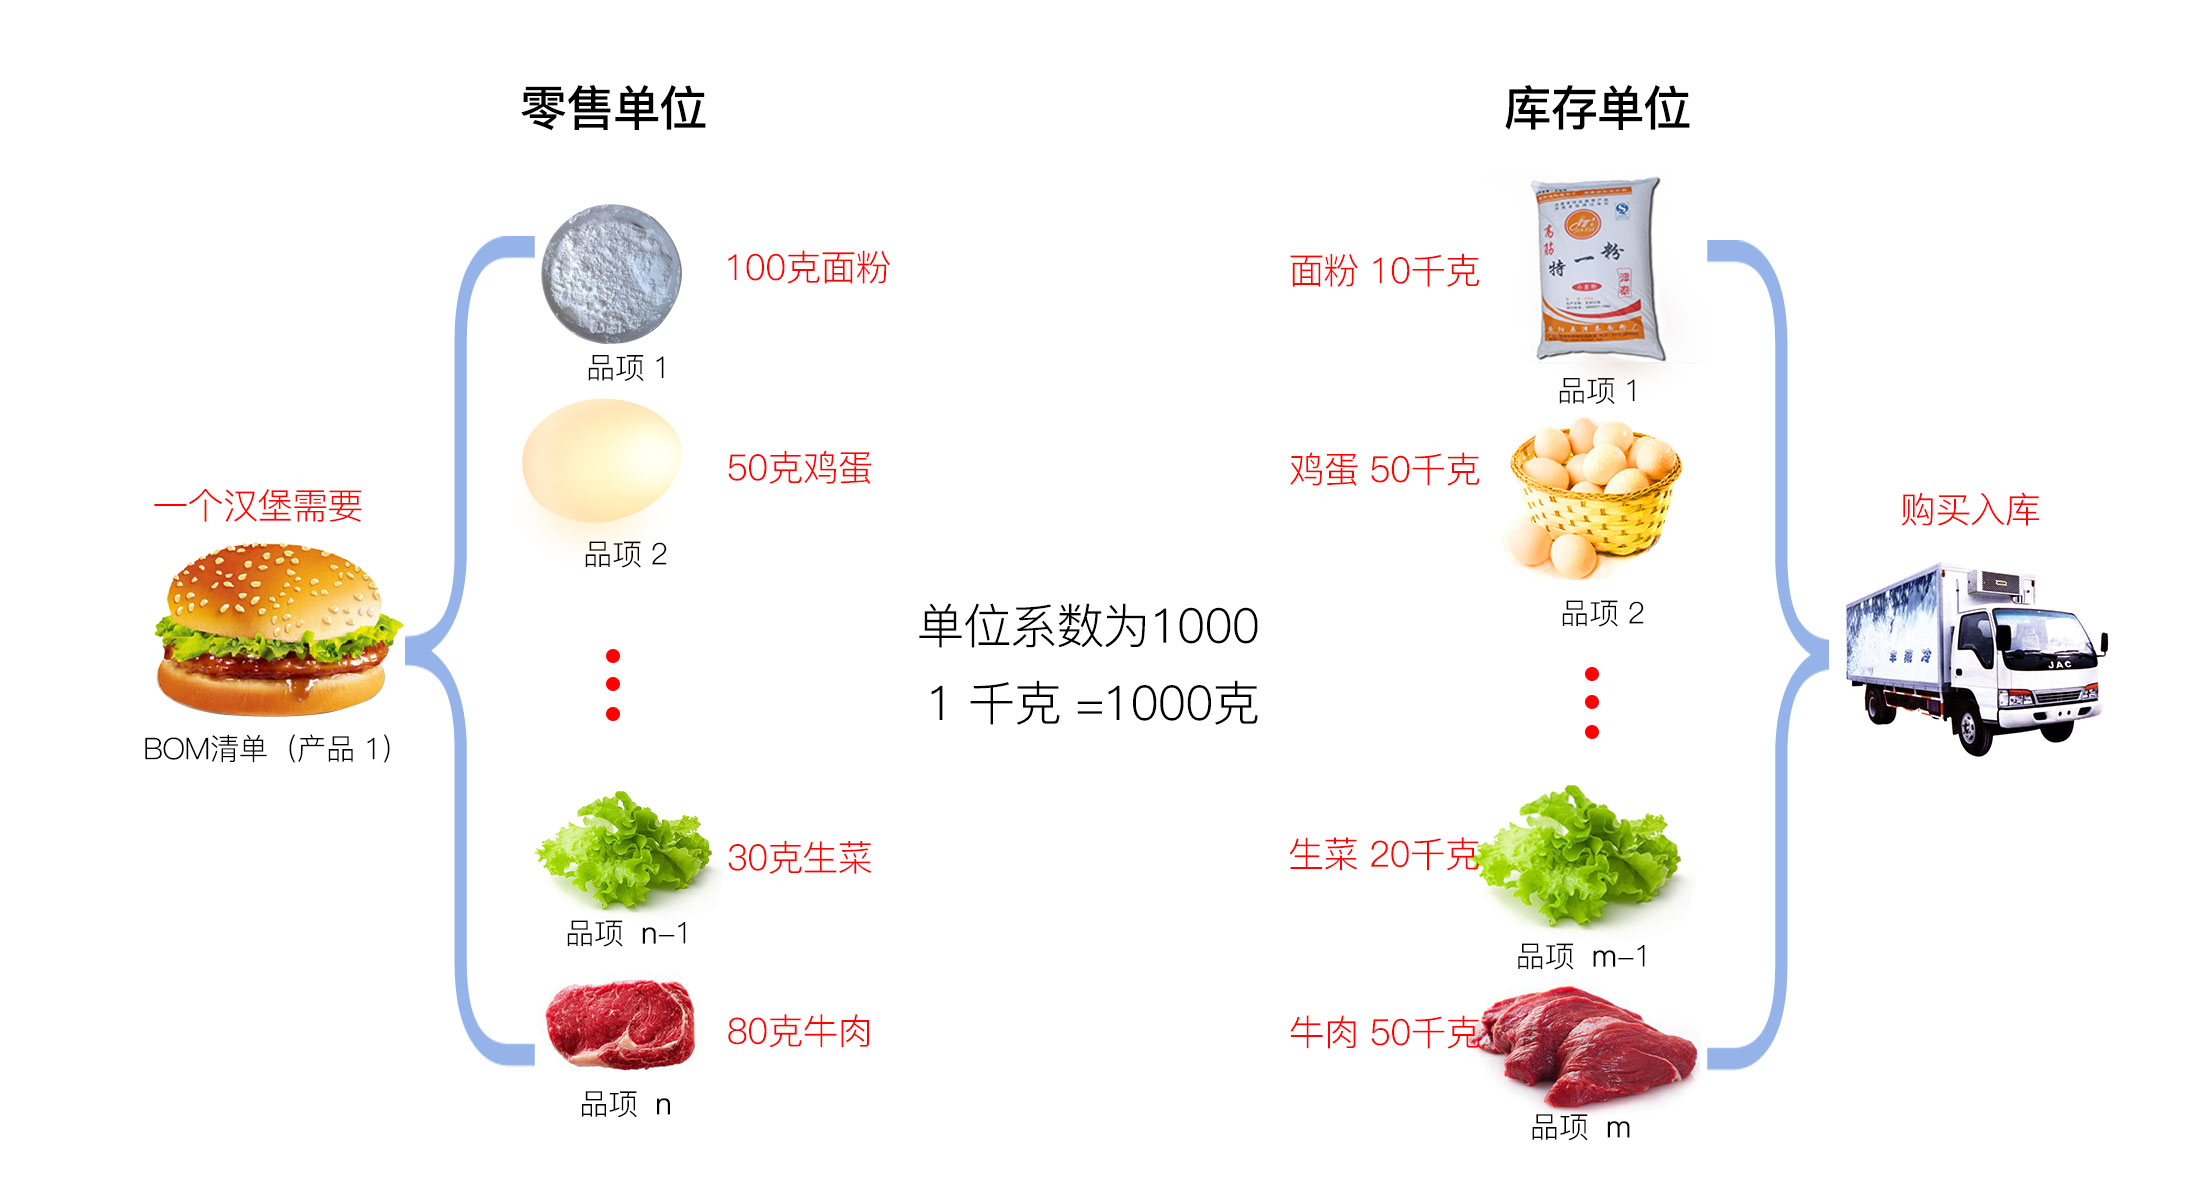 零售单位
库存单位
100克面粉
品项 1
50克鸡蛋
品项 2
一个汉堡需要
BOM清单（产品 1）
30克生菜
品项 n-1
80克牛肉
品项 n
单位系数为1000
1 千克 =1000克
面粉 10千克
高筋
特一粉
品项 1
鸡蛋 50千克
品项 2
购买入库
JAC
生菜 20千克
品项 m-1
牛肉 50千克
品项 m